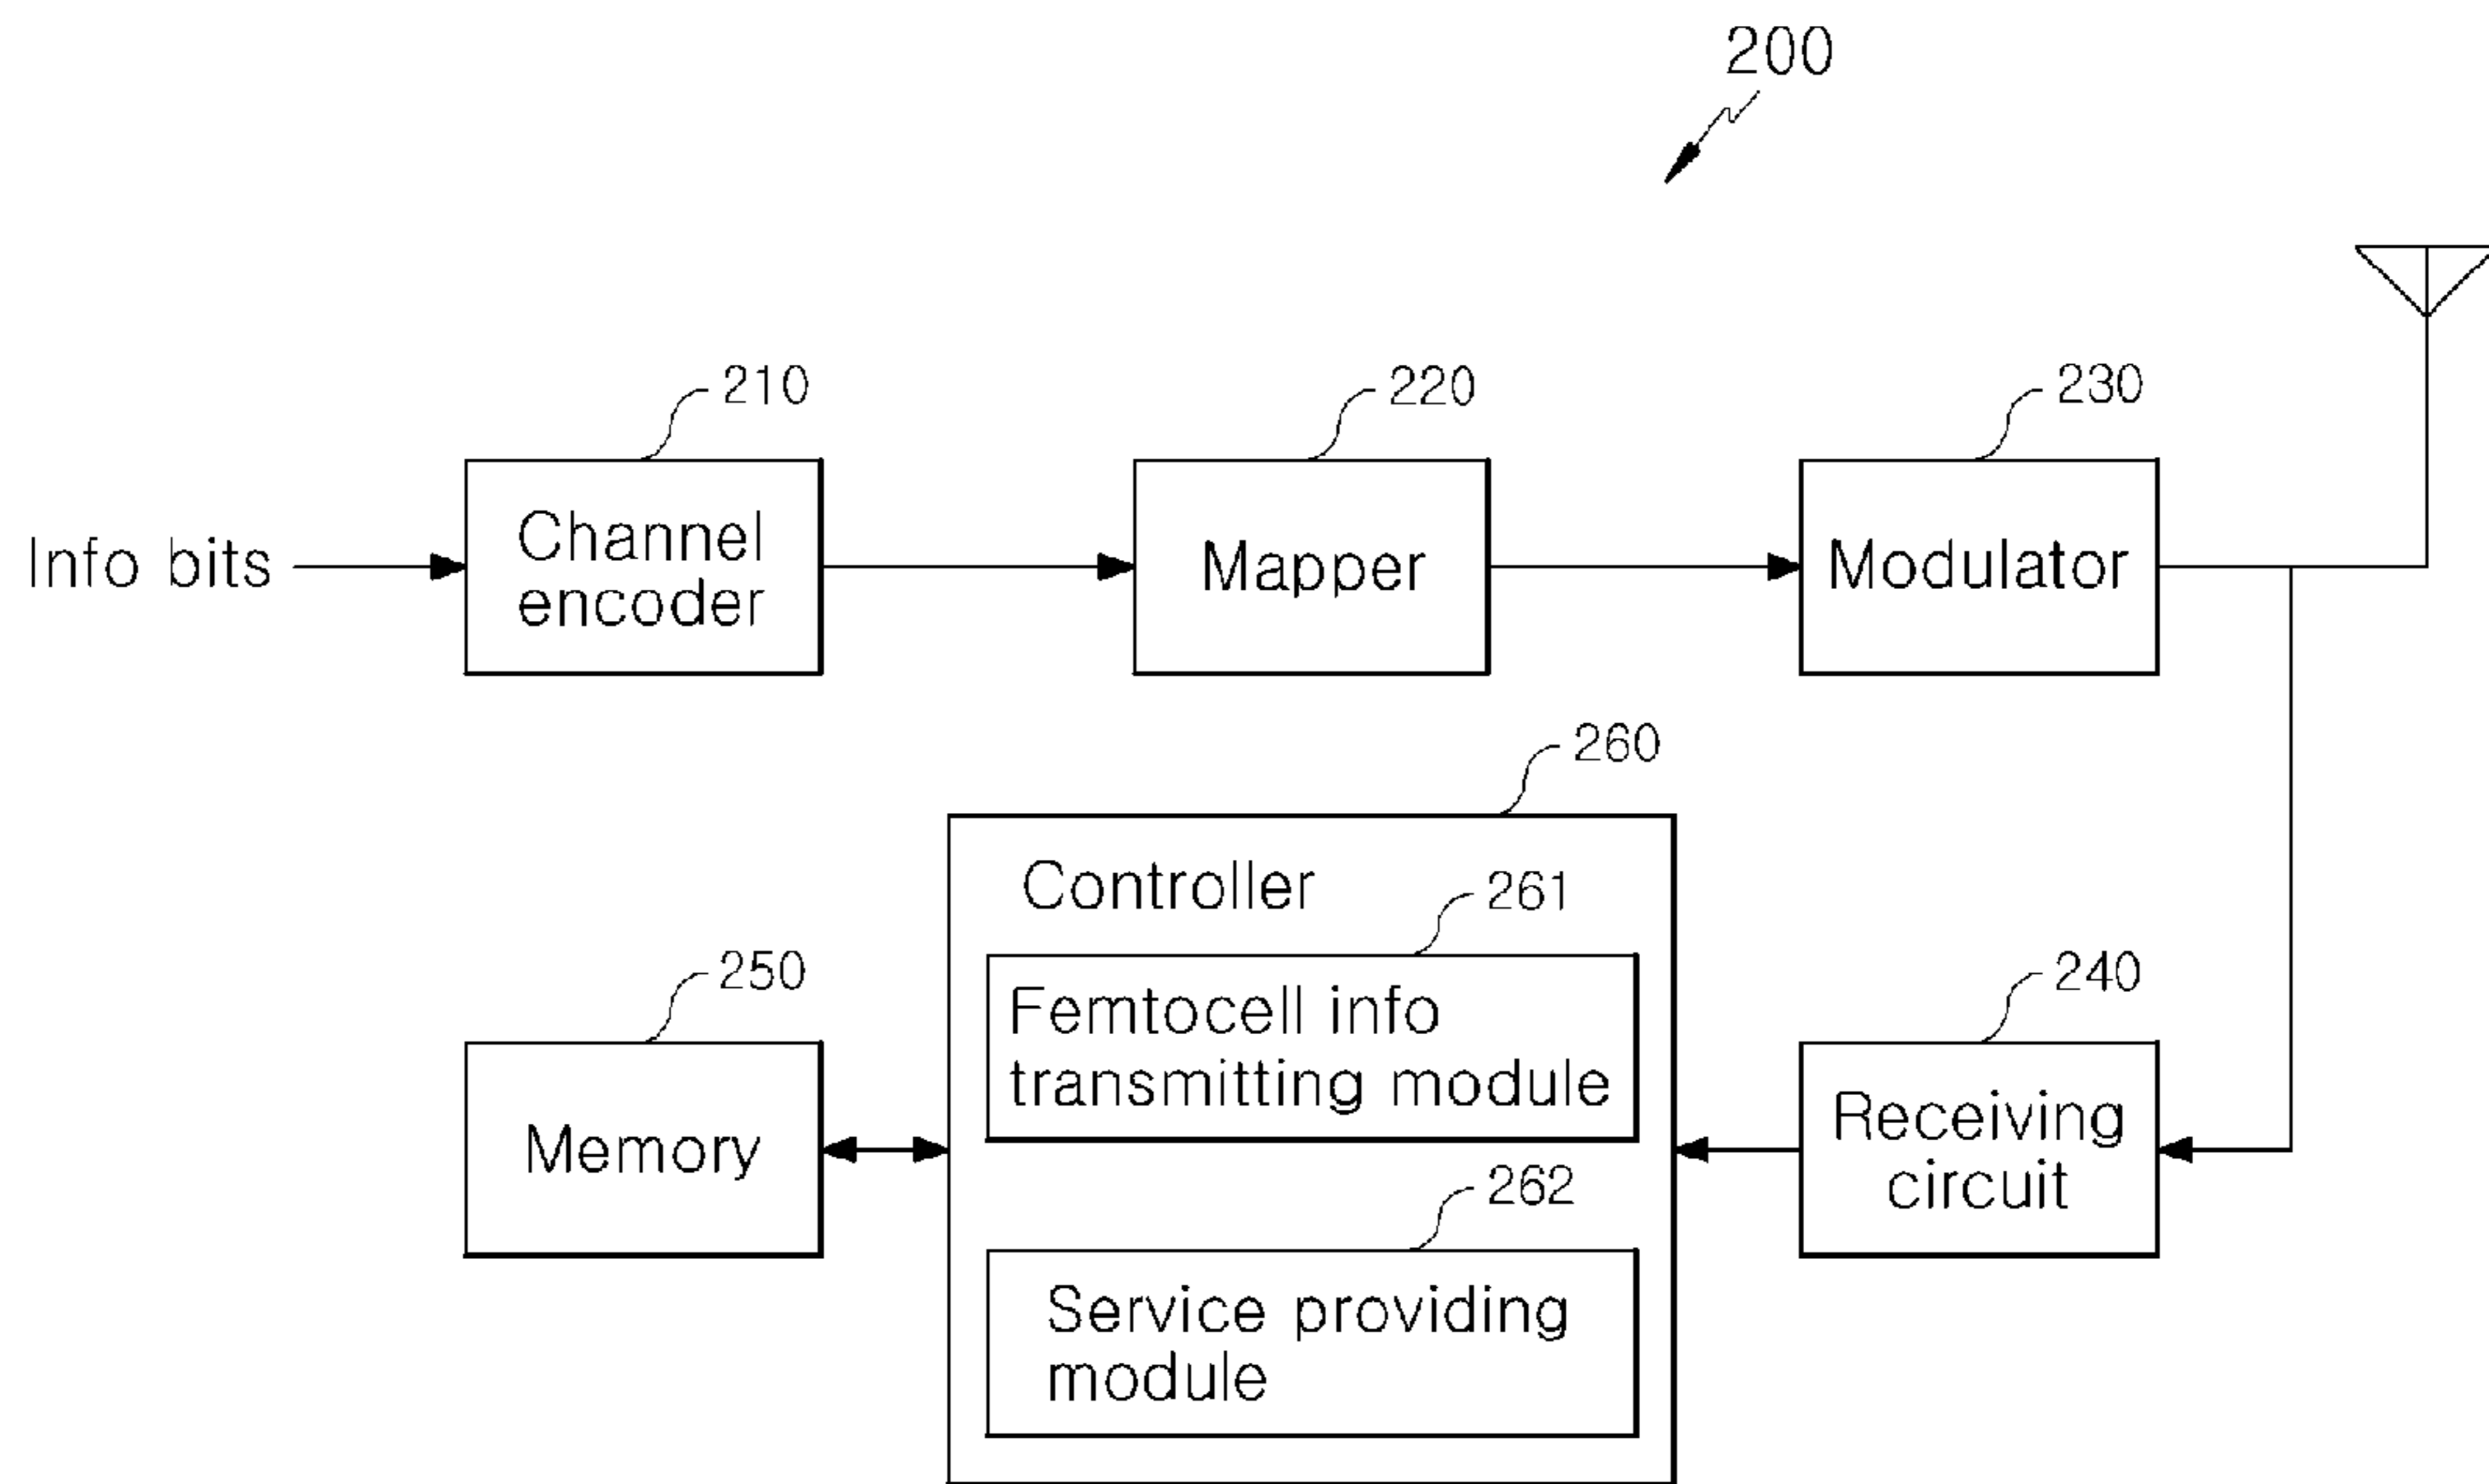 200
210
220
230
Info bits
Channel
encoder
Mapper
Modulator
260
Controller
261
250
240
Femtocell info
transmitting module
Memory
Receiving
circuit
262
Service providing
module